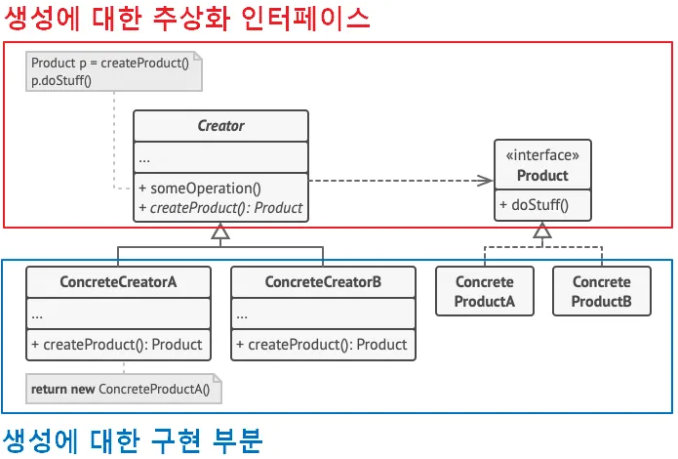 생성에 대한 추상화 인터페이스
Product p = createProduct()
p.doStuff()
Creator
...
+ someOperation()
+ createProduct(): Product
«interface»
Product
+ doStuff()
ConcreteCreatorA
...
+ createProduct(): Product
ConcreteCreatorB
...
+ createProduct(): Product
Concrete
ProductA
Concrete
ProductB
return new ConcreteProductA()
생성에 대한 구현 부분